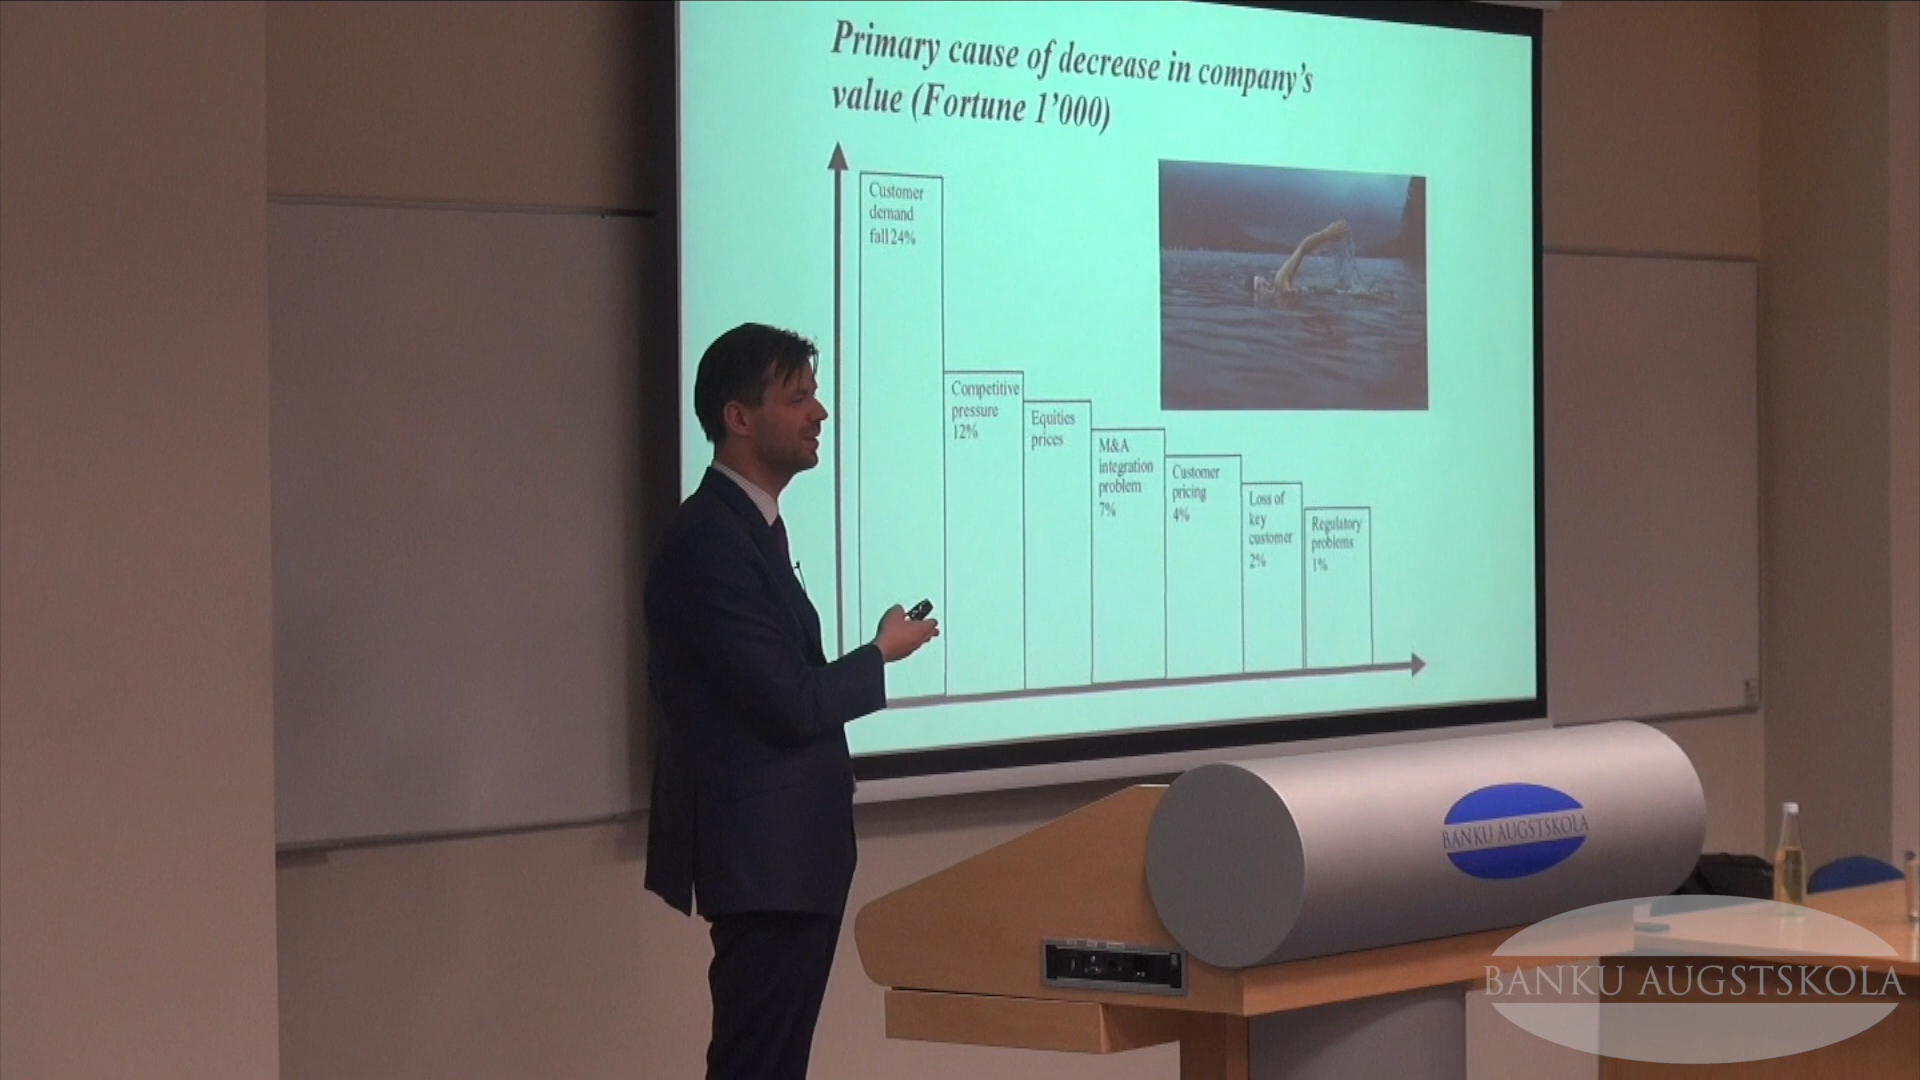 Primary cause of decrease in company's
value (Fortune 1'000)
Customer
demand
fall 24%
Competitive
pressure
12%
Equities
prices
M&A
integration
problem
7%
Customer
pricing
4%
Loss of
key
customer
2%
Regulatory
problems
1%
BANKU AUGSTSKOLA
BANKU AUGSTSKOLA